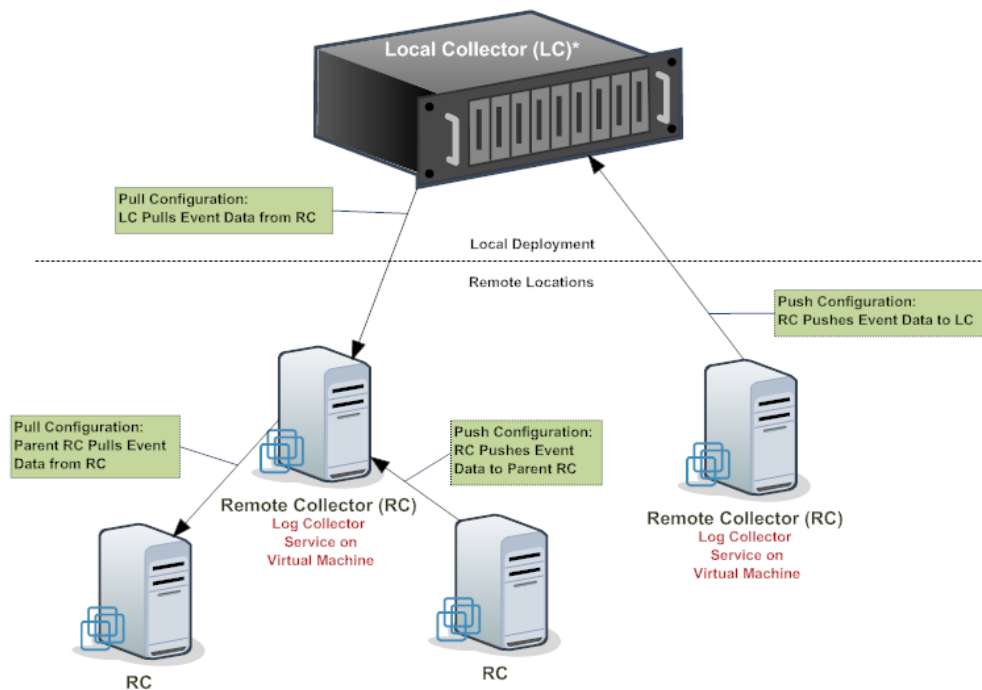 Local Collector (LC)*
Pull Configuration:
LC Pulls Event Data from RC
Local Deployment
Remote Locations
Push Configuration:
RC Pushes Event Data to LC
Pull Configuration:
Parent RC Pulls Event
Data from RC
Push Configuration:
RC Pushes Event
Data to Parent RC
Remote Collector (RC)
Log Collector
Service on
Virtual Machine
Remote Collector (RC)
Log Collector
Service on
Virtual Machine
RC
RC